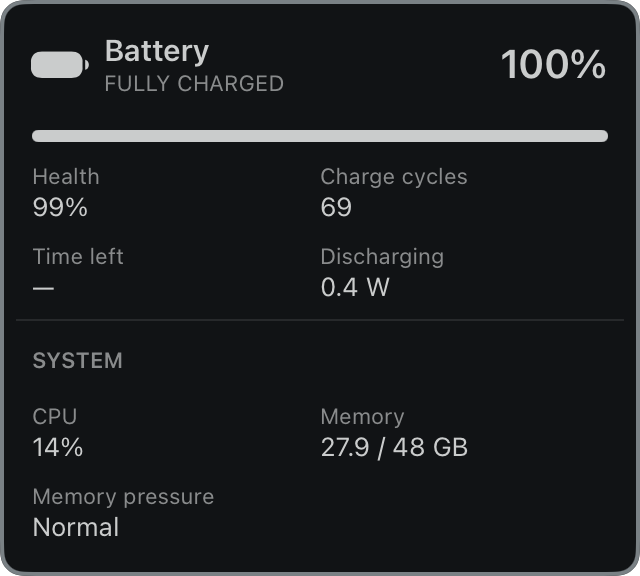 Battery
FULLY CHARGED
100%
Health
99%
Charge cycles
69
Time left
—
Discharging
0.4 W
SYSTEM
CPU
14%
Memory
27.9 / 48 GB
Memory pressure
Normal